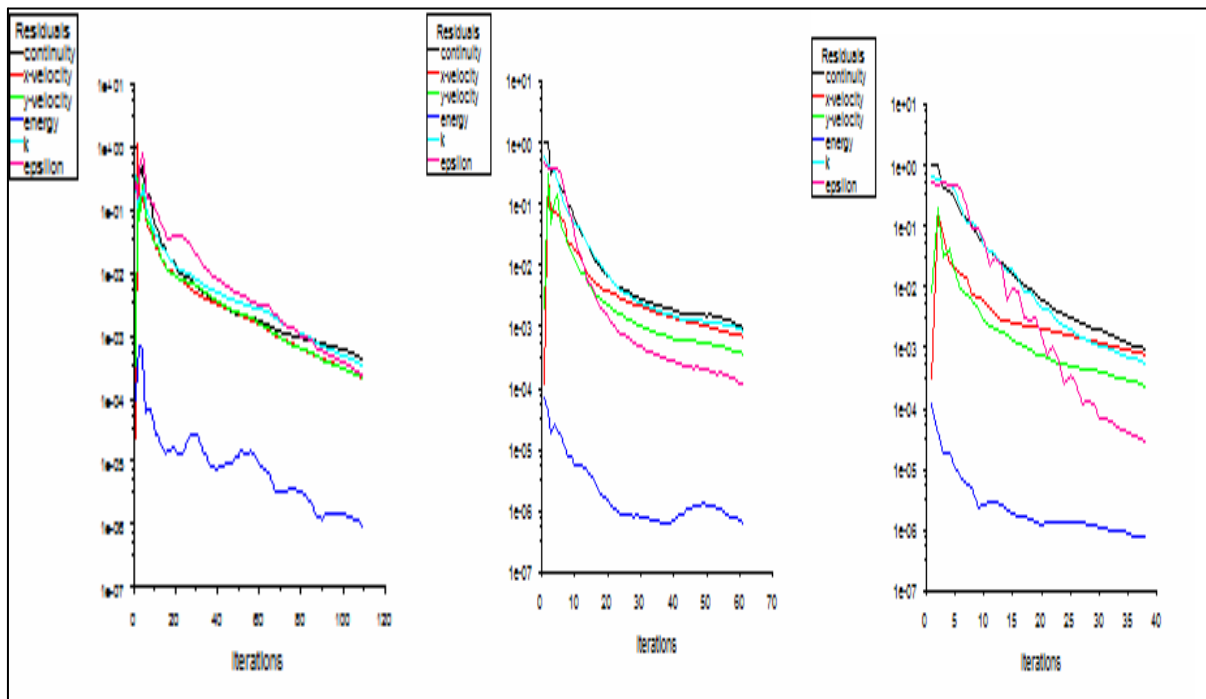 Residuals
continuity
x-velocity
y-velocity
energy
k
epsilon
1e+01
1e+00
1e-01
1e-02
1e-03
1e-04
1e-05
1e-06
1e-07
0 20 40 60 80 100 120
Iterations
Residuals
continuity
x-velocity
y-velocity
energy
k
epsilon
1e+01
1e+00
1e-01
1e-02
1e-03
1e-04
1e-05
1e-06
1e-07
0 10 20 30 40 50 60 70
Iterations
Residuals
continuity
x-velocity
y-velocity
energy
k
epsilon
1e+01
1e+00
1e-01
1e-02
1e-03
1e-04
1e-05
1e-06
1e-07
0 5 10 15 20 25 30 35 40
Iterations